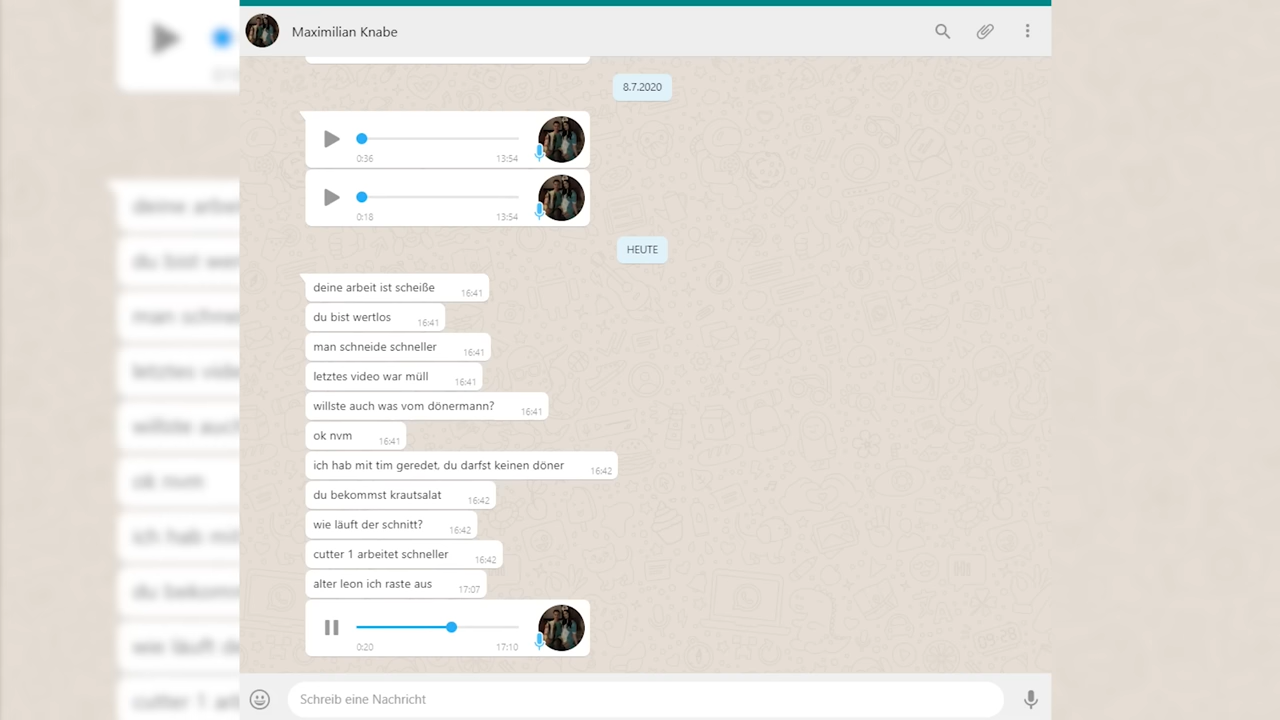 Maximilian Knabe
8.7.2020
0:36 13:54
0:18 13:54
HEUTE
deine arbeit ist scheiße 16:41
du bist wertlos 16:41
man schneide schneller 16:41
letztes video war müll 16:41
willste auch was vom dönermann? 16:41
ok nvm 16:41
ich hab mit tim geredet, du darfst keinen döner 16:42
du bekommst krautsalat 16:42
wie läuft der schnitt? 16:42
cutter 1 arbeitet schneller 16:42
alter leon ich raste aus 17:07
0:20 17:10
Schreib eine Nachricht